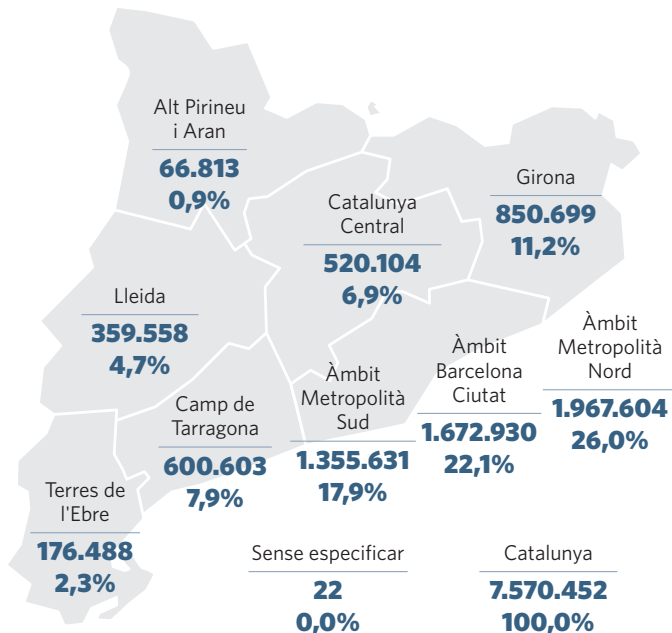 Alt Pirineu
i Aran
66.813
0,9%
Girona
850.699
11,2%
Catalunya
Central
520.104
6,9%
Lleida
359.558
4,7%
Àmbit
Metropolità
Nord
1.967.604
26,0%
Àmbit
Barcelona
Ciutat
1.672.930
22,1%
Àmbit
Metropolità
Sud
1.355.631
17,9%
Camp de
Tarragona
600.603
7,9%
Terres de
l'Ebre
176.488
2,3%
Sense especificar
22
0,0%
Catalunya
7.570.452
100,0%